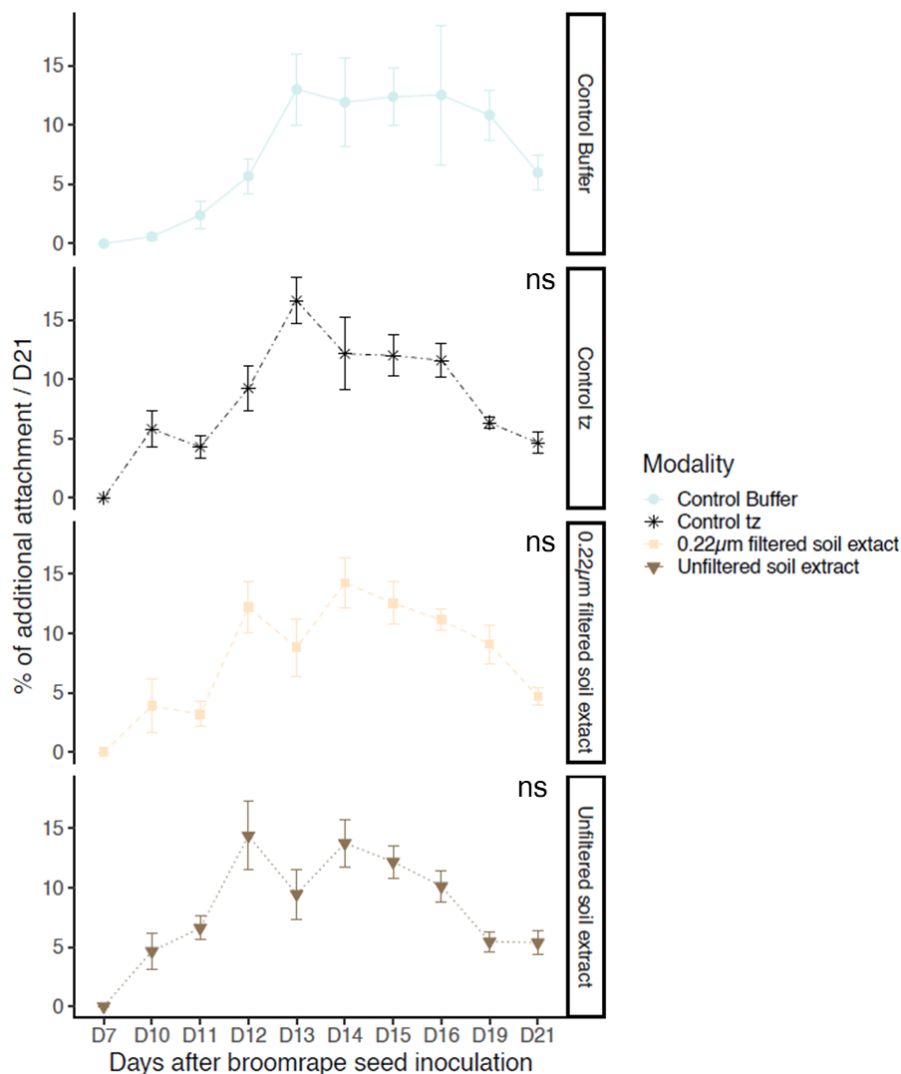 % of additional attachment / D21
15
10
5
0
Control Buffer
ns
15
10
5
0
Control tz
ns
15
10
5
0
0.22µm filtered soil extact
ns
15
10
5
0
Unfiltered soil extract
D7 D10 D11 D12 D13 D14 D15 D16 D19 D21
Days after broomrape seed inoculation
Modality
Control Buffer
Control tz
0.22µm filtered soil extact
Unfiltered soil extract